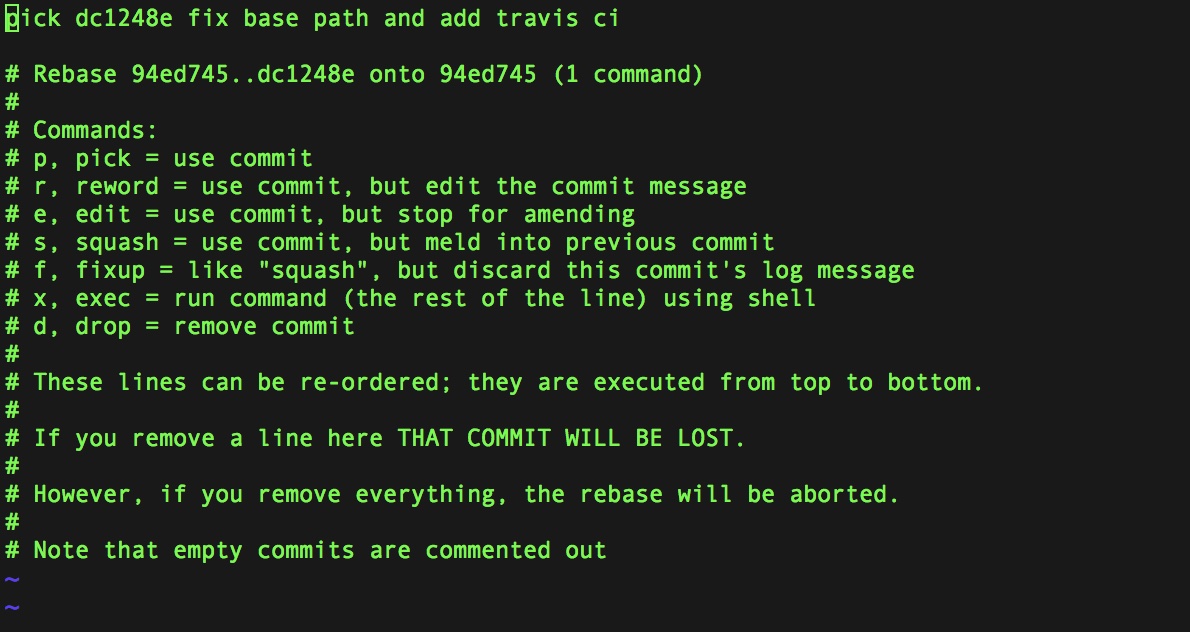 pick dc1248e fix base path and add travis ci

# Rebase 94ed745..dc1248e onto 94ed745 (1 command)
#
# Commands:
# p, pick = use commit
# r, reword = use commit, but edit the commit message
# e, edit = use commit, but stop for amending
# s, squash = use commit, but meld into previous commit
# f, fixup = like "squash", but discard this commit's log message
# x, exec = run command (the rest of the line) using shell
# d, drop = remove commit
#
# These lines can be re-ordered; they are executed from top to bottom.
#
# If you remove a line here THAT COMMIT WILL BE LOST.
#
# However, if you remove everything, the rebase will be aborted.
#
# Note that empty commits are commented out
~
~